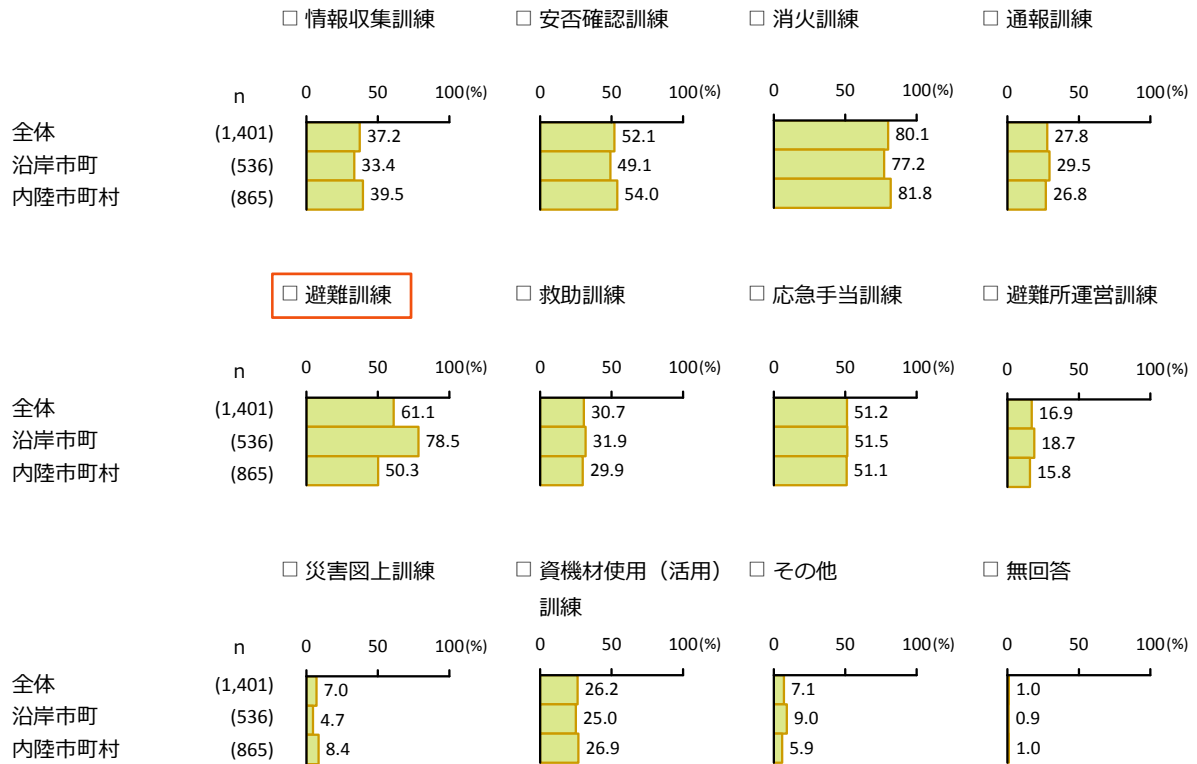 □ 情報収集訓練 □ 安否確認訓練 □ 消火訓練 □ 通報訓練
n 0 50 100(%) 0 50 100(%) 0 50 100(%) 0 50 100(%)
全体 (1,401) 37.2 52.1 80.1 27.8
沿岸市町 (536) 33.4 49.1 77.2 29.5
内陸市町村 (865) 39.5 54.0 81.8 26.8
□ 避難訓練 □ 救助訓練 □ 応急手当訓練 □ 避難所運営訓練
n 0 50 100(%) 0 50 100(%) 0 50 100(%) 0 50 100(%)
全体 (1,401) 61.1 30.7 51.2 16.9
沿岸市町 (536) 78.5 31.9 51.5 18.7
内陸市町村 (865) 50.3 29.9 51.1 15.8
□ 災害図上訓練 □ 資機材使用（活用） □ その他 □ 無回答
訓練
n 0 50 100(%) 0 50 100(%) 0 50 100(%) 0 50 100(%)
全体 (1,401) 7.0 26.2 7.1 1.0
沿岸市町 (536) 4.7 25.0 9.0 0.9
内陸市町村 (865) 8.4 26.9 5.9 1.0